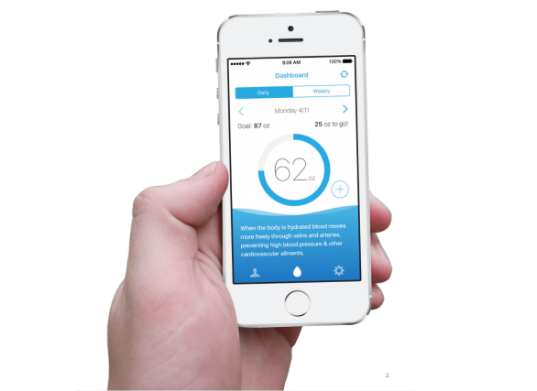 9:05 AM 100%
Dashboard
Daily Weekly
Monday 4/11
Goal: 87 oz 25 oz to go!
62 oz
When the body is hydrated blood moves
more freely through veins and arteries,
preventing high blood pressure & other
cardiovascular ailments.
2